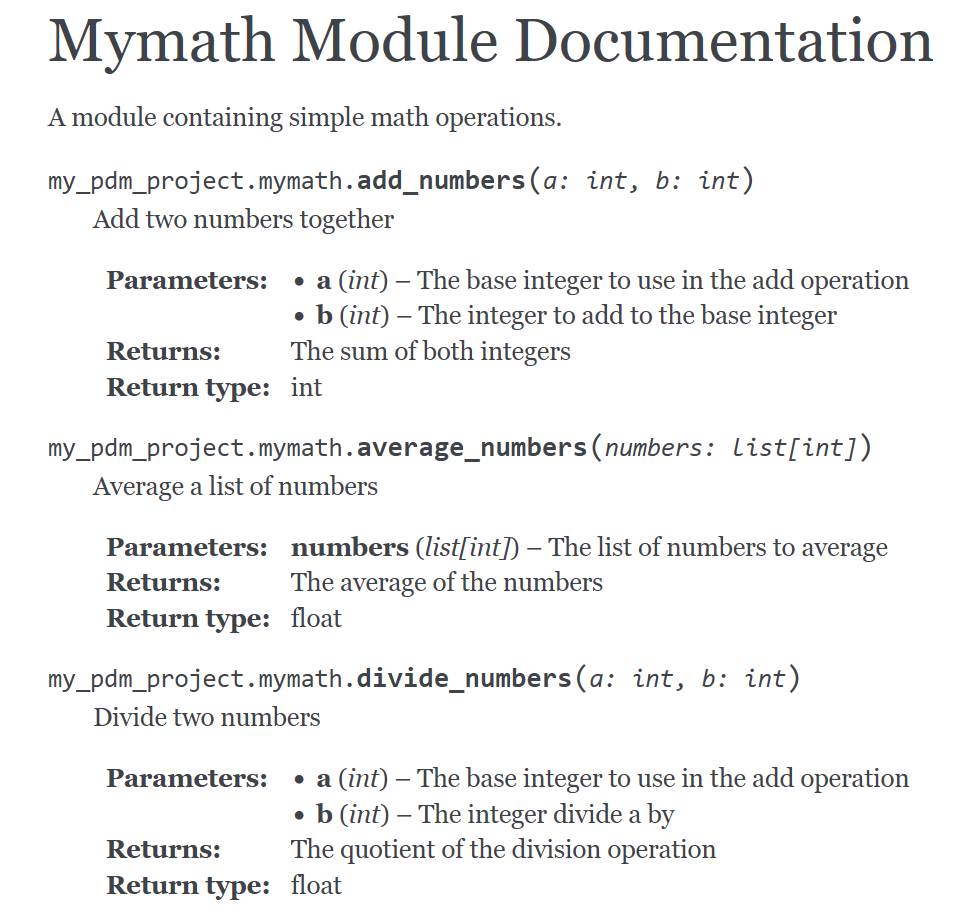 Mymath Module Documentation
A module containing simple math operations.
my_pdm_project.mymath.add_numbers(a: int, b: int)
Add two numbers together
Parameters: • a (int) – The base integer to use in the add operation
• b (int) – The integer to add to the base integer
Returns: The sum of both integers
Return type: int
my_pdm_project.mymath.average_numbers(numbers: list[int])
Average a list of numbers
Parameters: numbers (list[int]) – The list of numbers to average
Returns: The average of the numbers
Return type: float
my_pdm_project.mymath.divide_numbers(a: int, b: int)
Divide two numbers
Parameters: • a (int) – The base integer to use in the add operation
• b (int) – The integer divide a by
Returns: The quotient of the division operation
Return type: float